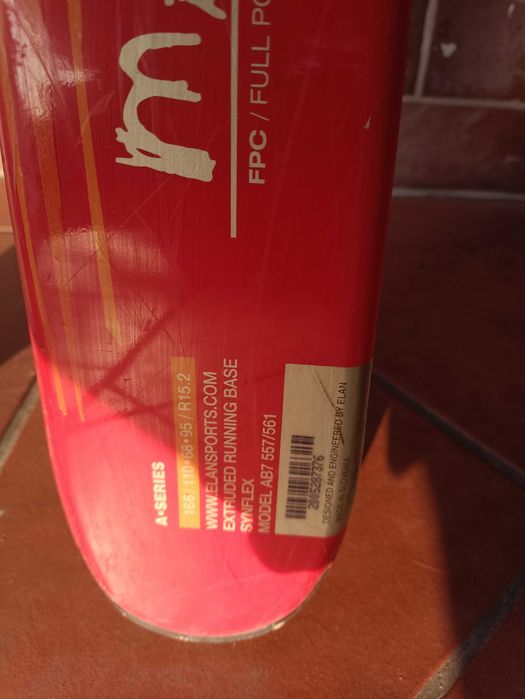 FPC / FULL
A•SERIES
166/110•68•95 / R15.2
WWW.ELANSPORTS.COM
EXTRUDED RUNNING BASE
SYNFLEX
MODEL AB7 557/561
2005287376
DESIGNED AND ENGINEERED BY ELAN
MADE IN SLOVENIA